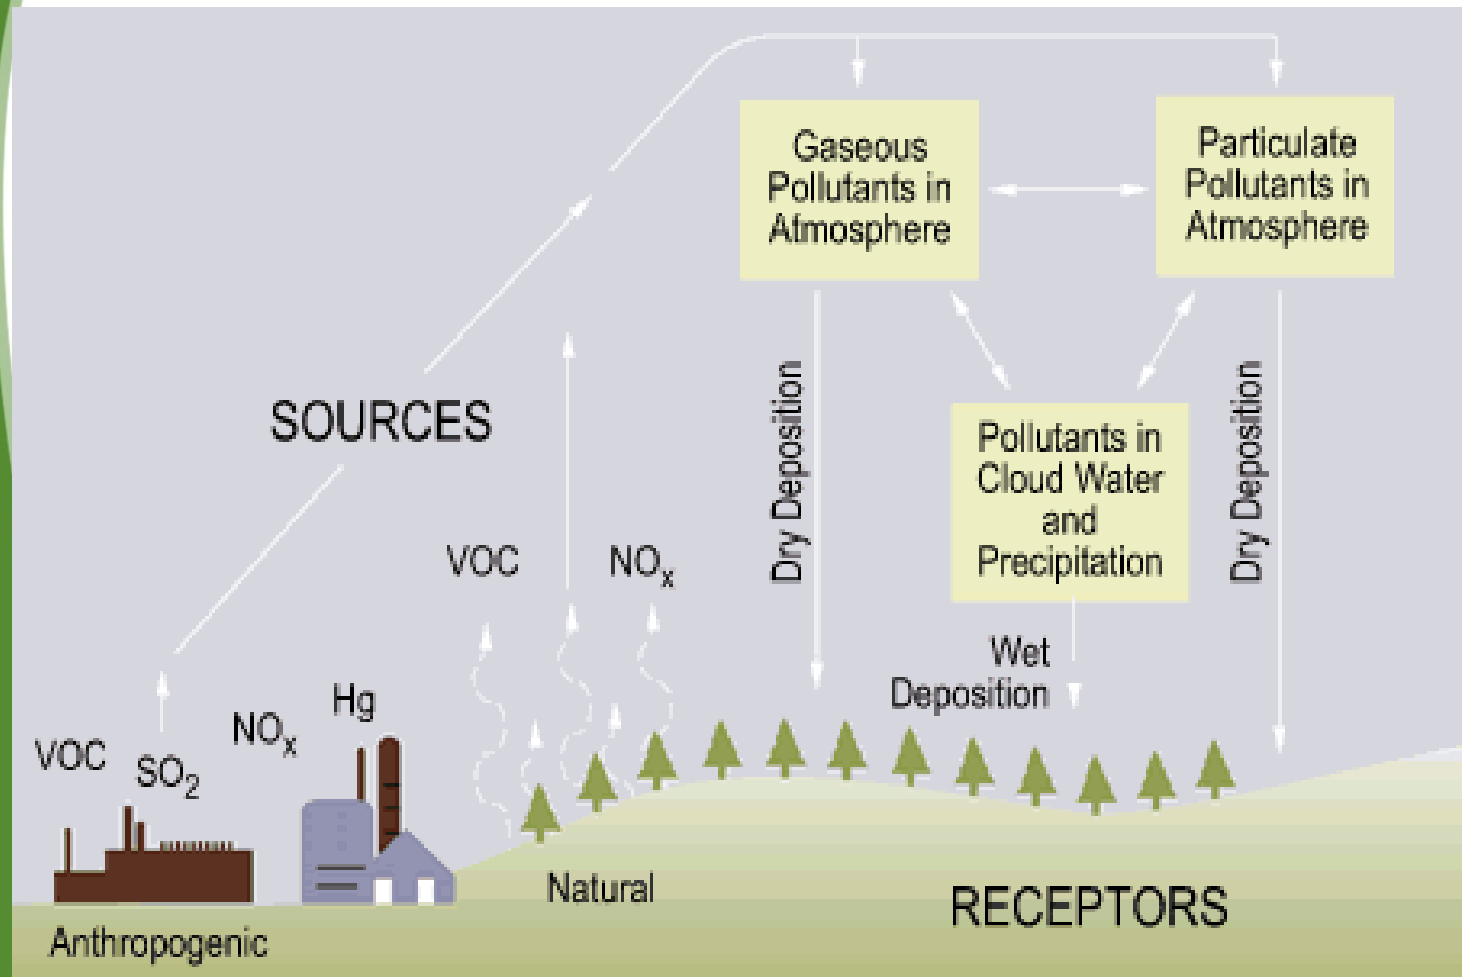 Gaseous
Pollutants in
Atmosphere
Particulate
Pollutants in
Atmosphere
SOURCES
Dry Deposition
Pollutants in
Cloud Water
and
Precipitation
Dry Deposition
VOC
NOx
Wet
Deposition
Hg
NOx
VOC
SO2
Natural
RECEPTORS
Anthropogenic